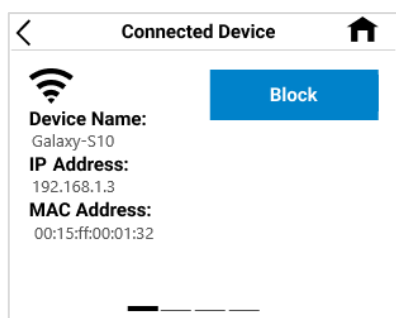 Connected Device
Block
Device Name:
Galaxy-S10
IP Address:
192.168.1.3
MAC Address:
00:15:ff:00:01:32